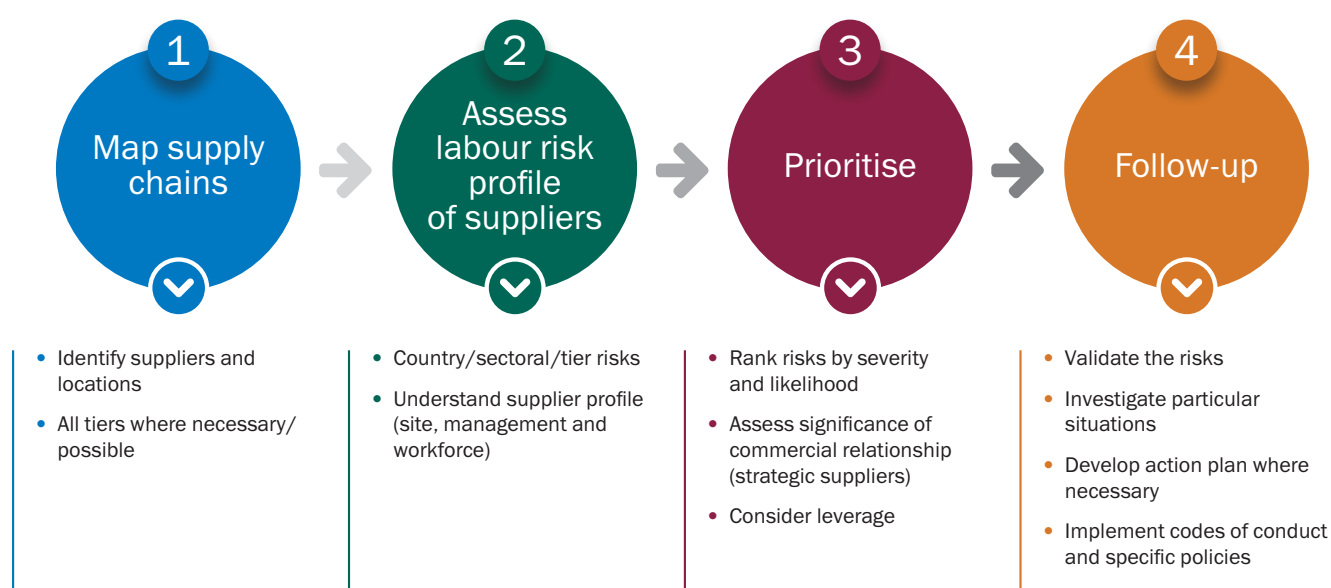 1
Map supply
chains
• Identify suppliers and
locations
• All tiers where necessary/
possible
2
Assess
labour risk
profile
of suppliers
• Country/sectoral/tier risks
• Understand supplier profile
(site, management and
workforce)
3
Prioritise
• Rank risks by severity
and likelihood
• Assess significance of
commercial relationship
(strategic suppliers)
• Consider leverage
4
Follow-up
• Validate the risks
• Investigate particular
situations
• Develop action plan where
necessary
• Implement codes of conduct
and specific policies